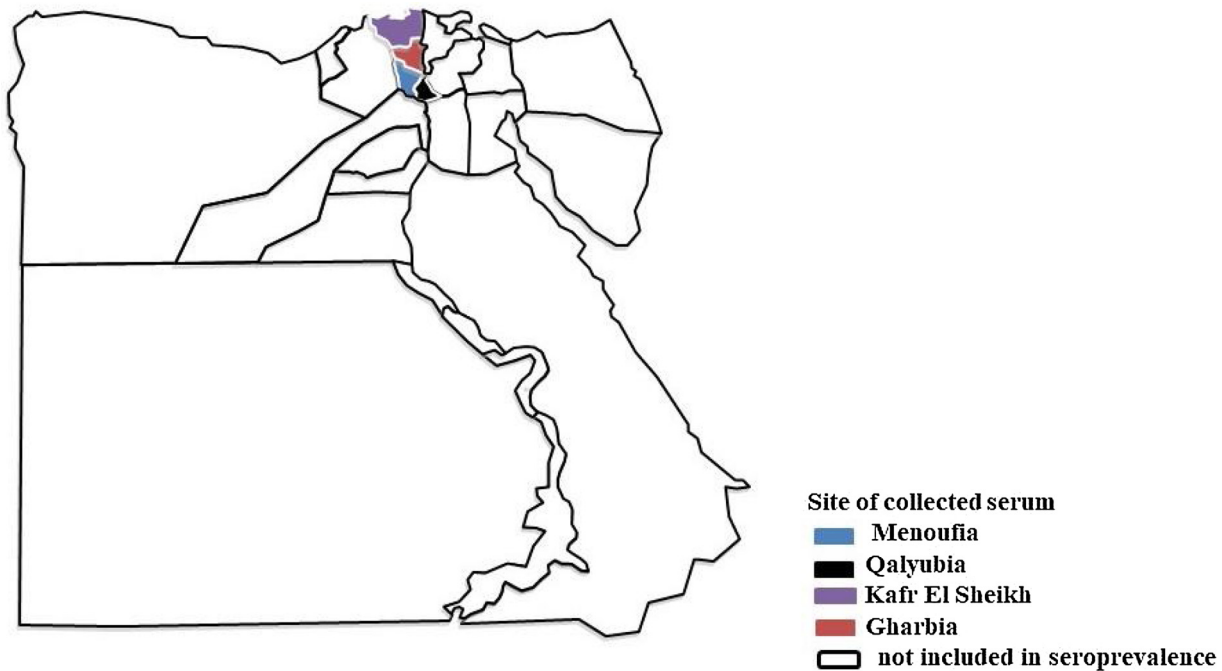 Site of collected serum
Menoufia
Qalyubia
Kafr El Sheikh
Gharbia
not included in seroprevalence